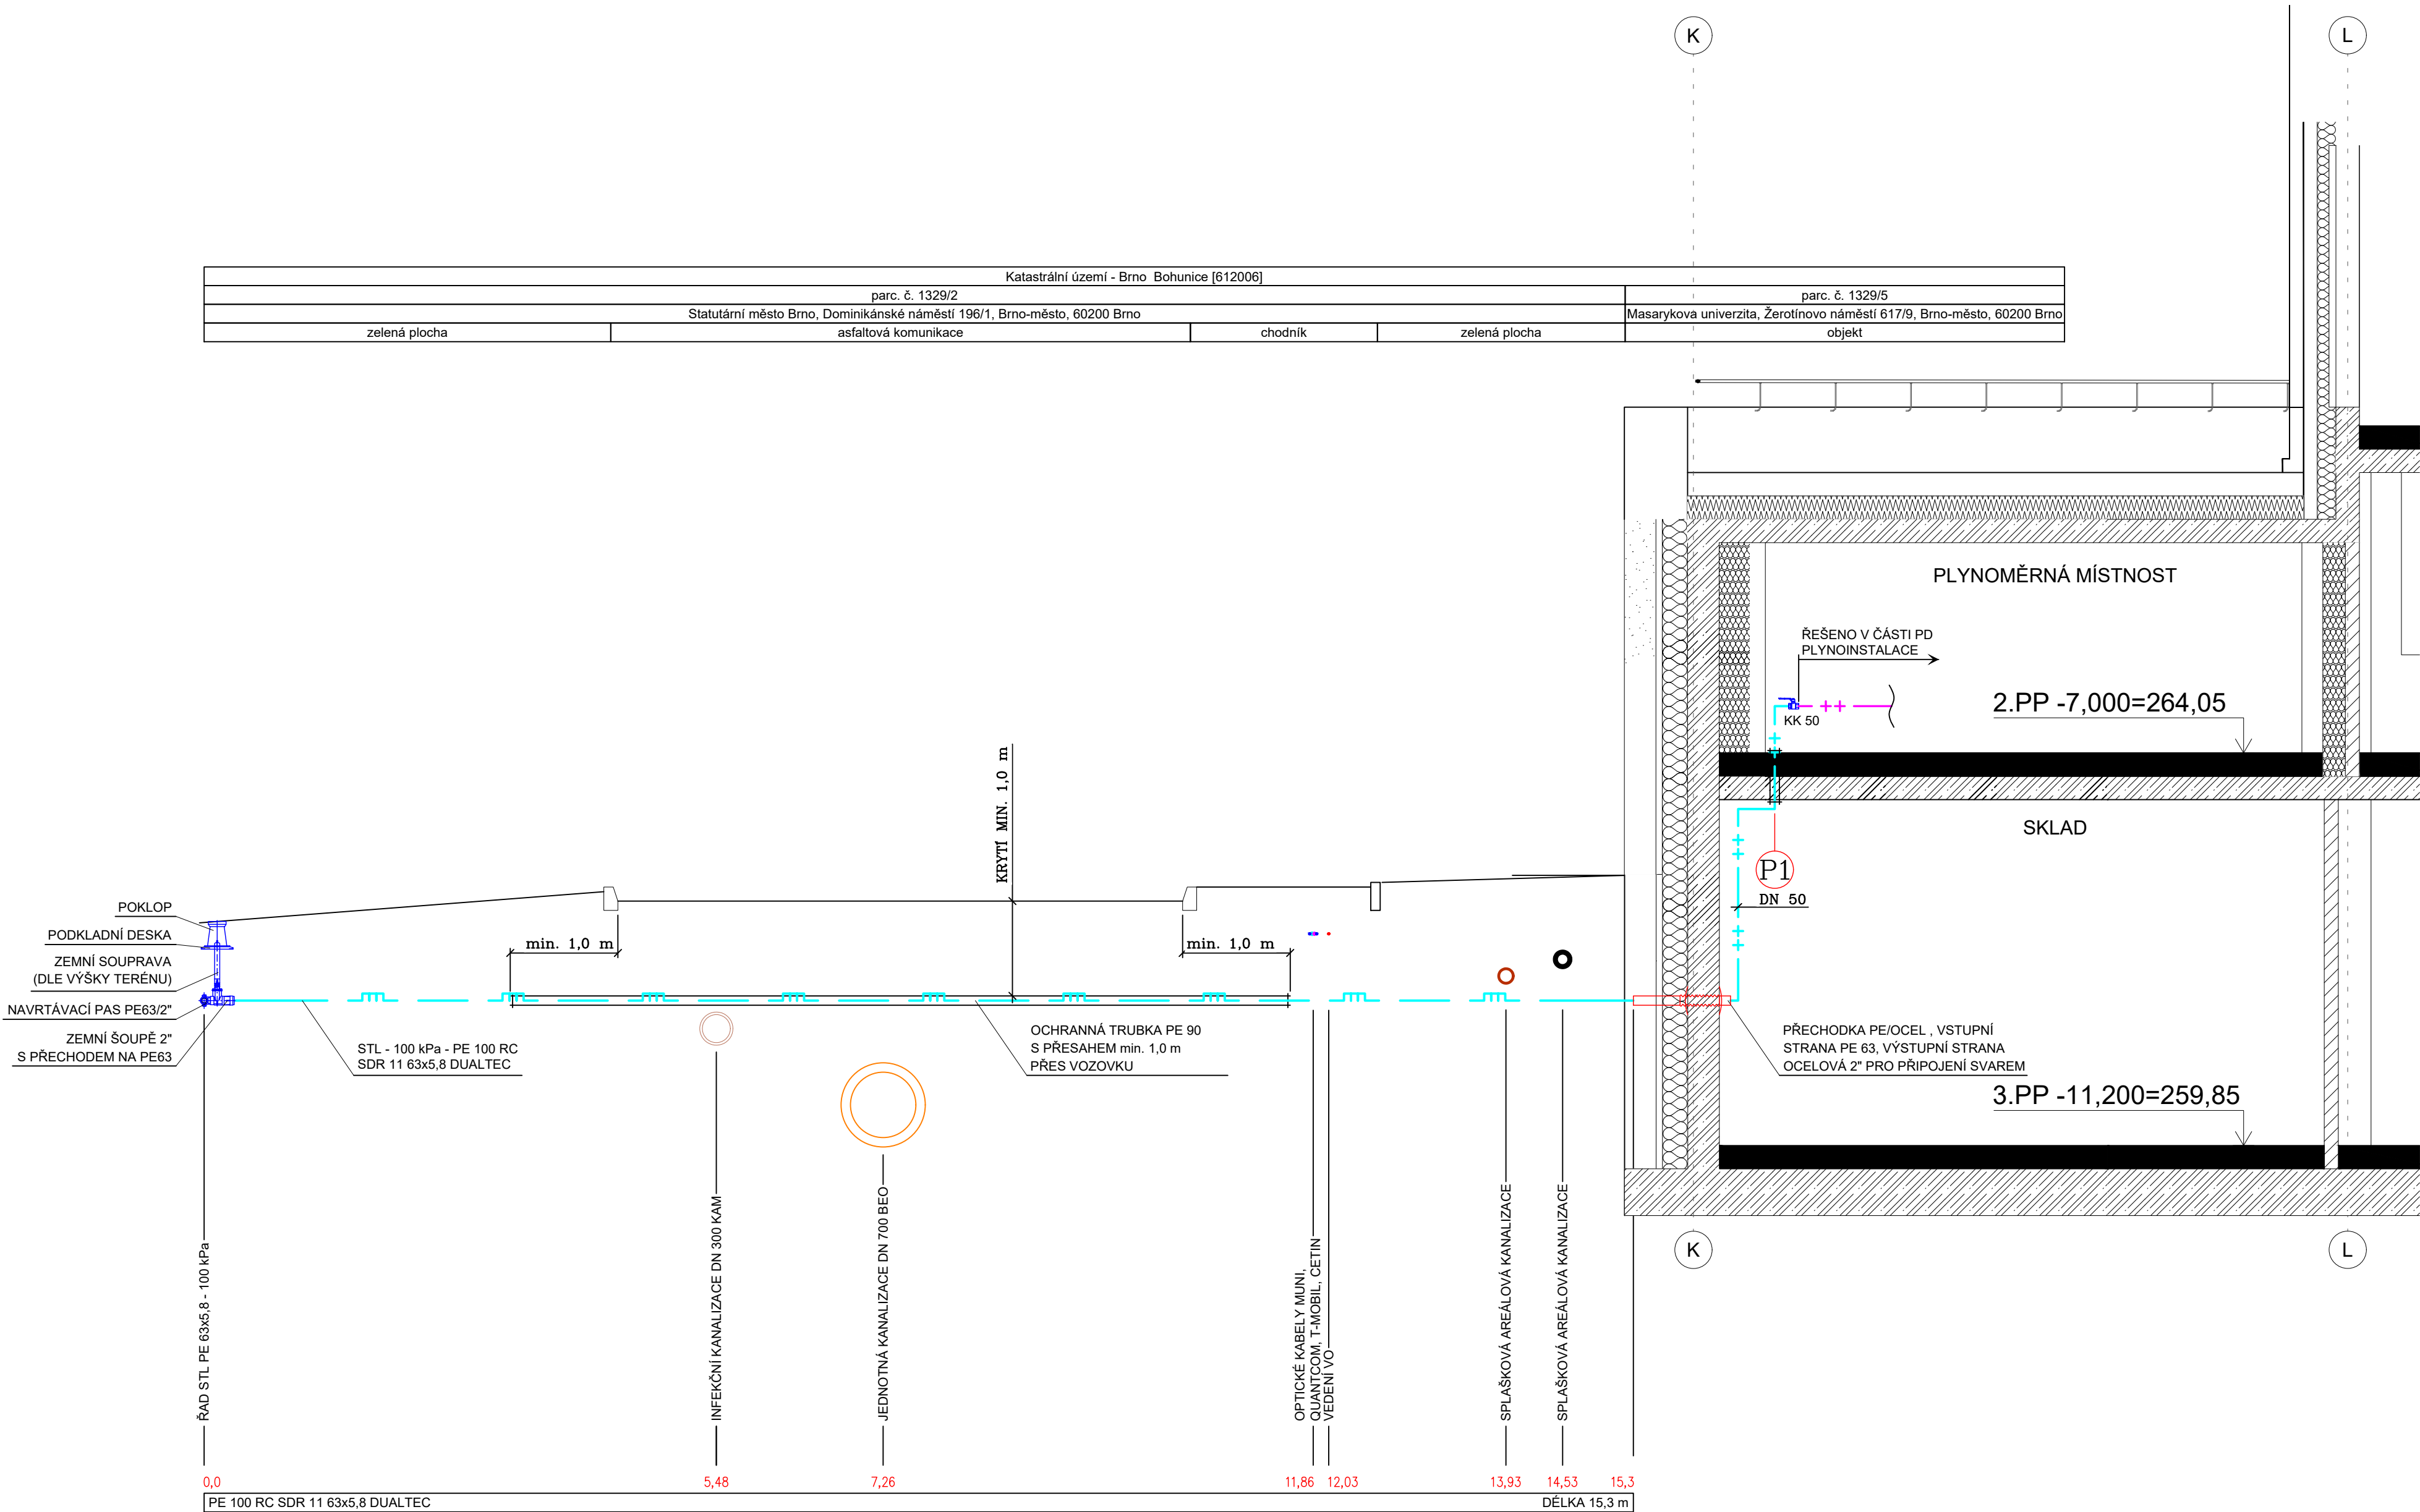 K
L
Katastrální území - Brno Bohunice [612006]
parc. č. 1329/2
parc. č. 1329/5
Statutární město Brno, Dominikánské náměstí 196/1, Brno-město, 60200 Brno
Masarykova univerzita, Žerotínovo náměstí 617/9, Brno-město, 60200 Brno
zelená plocha
asfaltová komunikace
chodník
zelená plocha
objekt
PLYNOMĚRNÁ MÍSTNOST
ŘEŠENO V ČÁSTI PD
PLYNOINSTALACE
KK 50
2.PP -7,000=264,05
KRYTÍ MIN. 1,0 m
SKLAD
P1
DN 50
POKLOP
PODKLADNÍ DESKA
ZEMNÍ SOUPRAVA
(DLE VÝŠKY TERÉNU)
NAVRTÁVACÍ PAS PE63/2"
ZEMNÍ ŠOUPĚ 2"
S PŘECHODEM NA PE63
min. 1,0 m
min. 1,0 m
STL - 100 kPa - PE 100 RC
SDR 11 63x5,8 DUALTEC
OCHRANNÁ TRUBKA PE 90
S PŘESAHEM min. 1,0 m
PŘES VOZOVKU
PŘECHODKA PE/OCEL , VSTUPNÍ
STRANA PE 63, VÝSTUPNÍ STRANA
OCELOVÁ 2" PRO PŘIPOJENÍ SVAREM
3.PP -11,200=259,85
K
L
ŘAD STL PE 63x5,8 - 100 kPa
INFEKČNÍ KANALIZACE DN 300 KAM
JEDNOTNÁ KANALIZACE DN 700 BEO
OPTICKÉ KABELY MUNI,
QUANTCOM, T-MOBIL, CETIN
VEDENÍ VO
SPLAŠKOVÁ AREÁLOVÁ KANALIZACE
SPLAŠKOVÁ AREÁLOVÁ KANALIZACE
0,0
5,48
7,26
11,86
12,03
13,93
14,53
15,3
PE 100 RC SDR 11 63x5,8 DUALTEC
DÉLKA 15,3 m